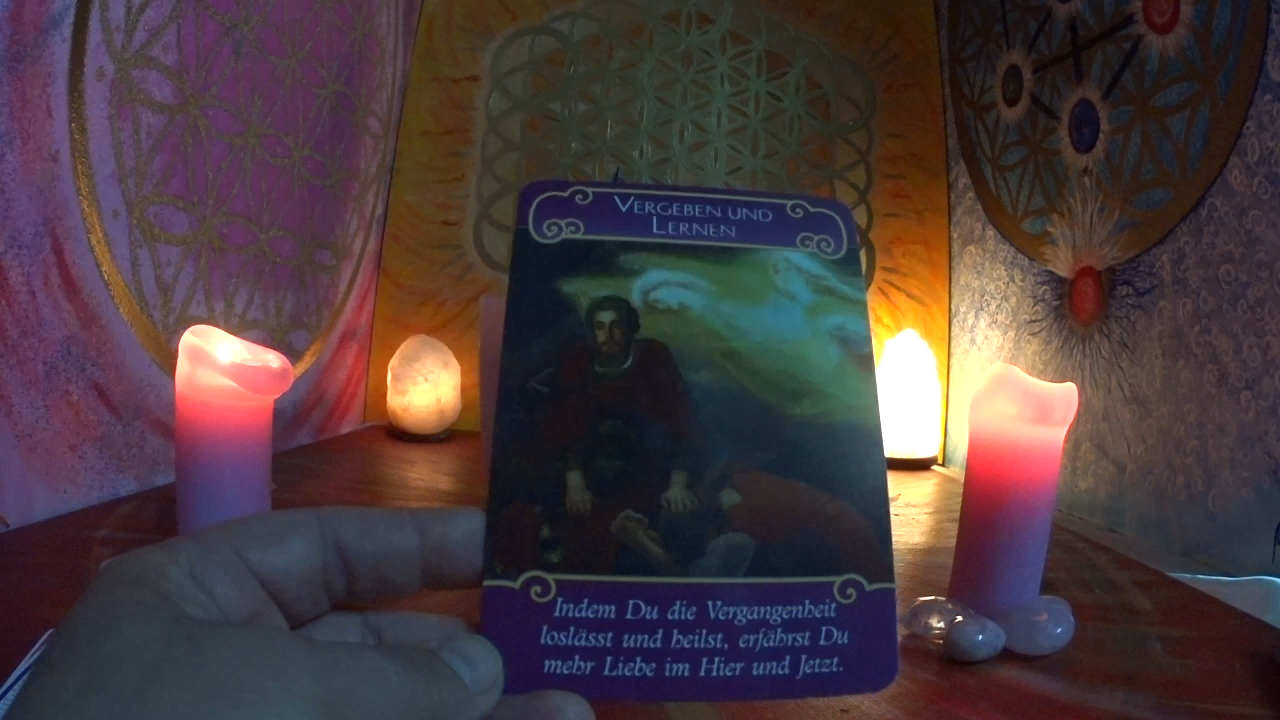 VERGEBEN UND
LERNEN
Indem Du die Vergangenheit
loslässt und heilst, erfährst Du
mehr Liebe im Hier und Jetzt.